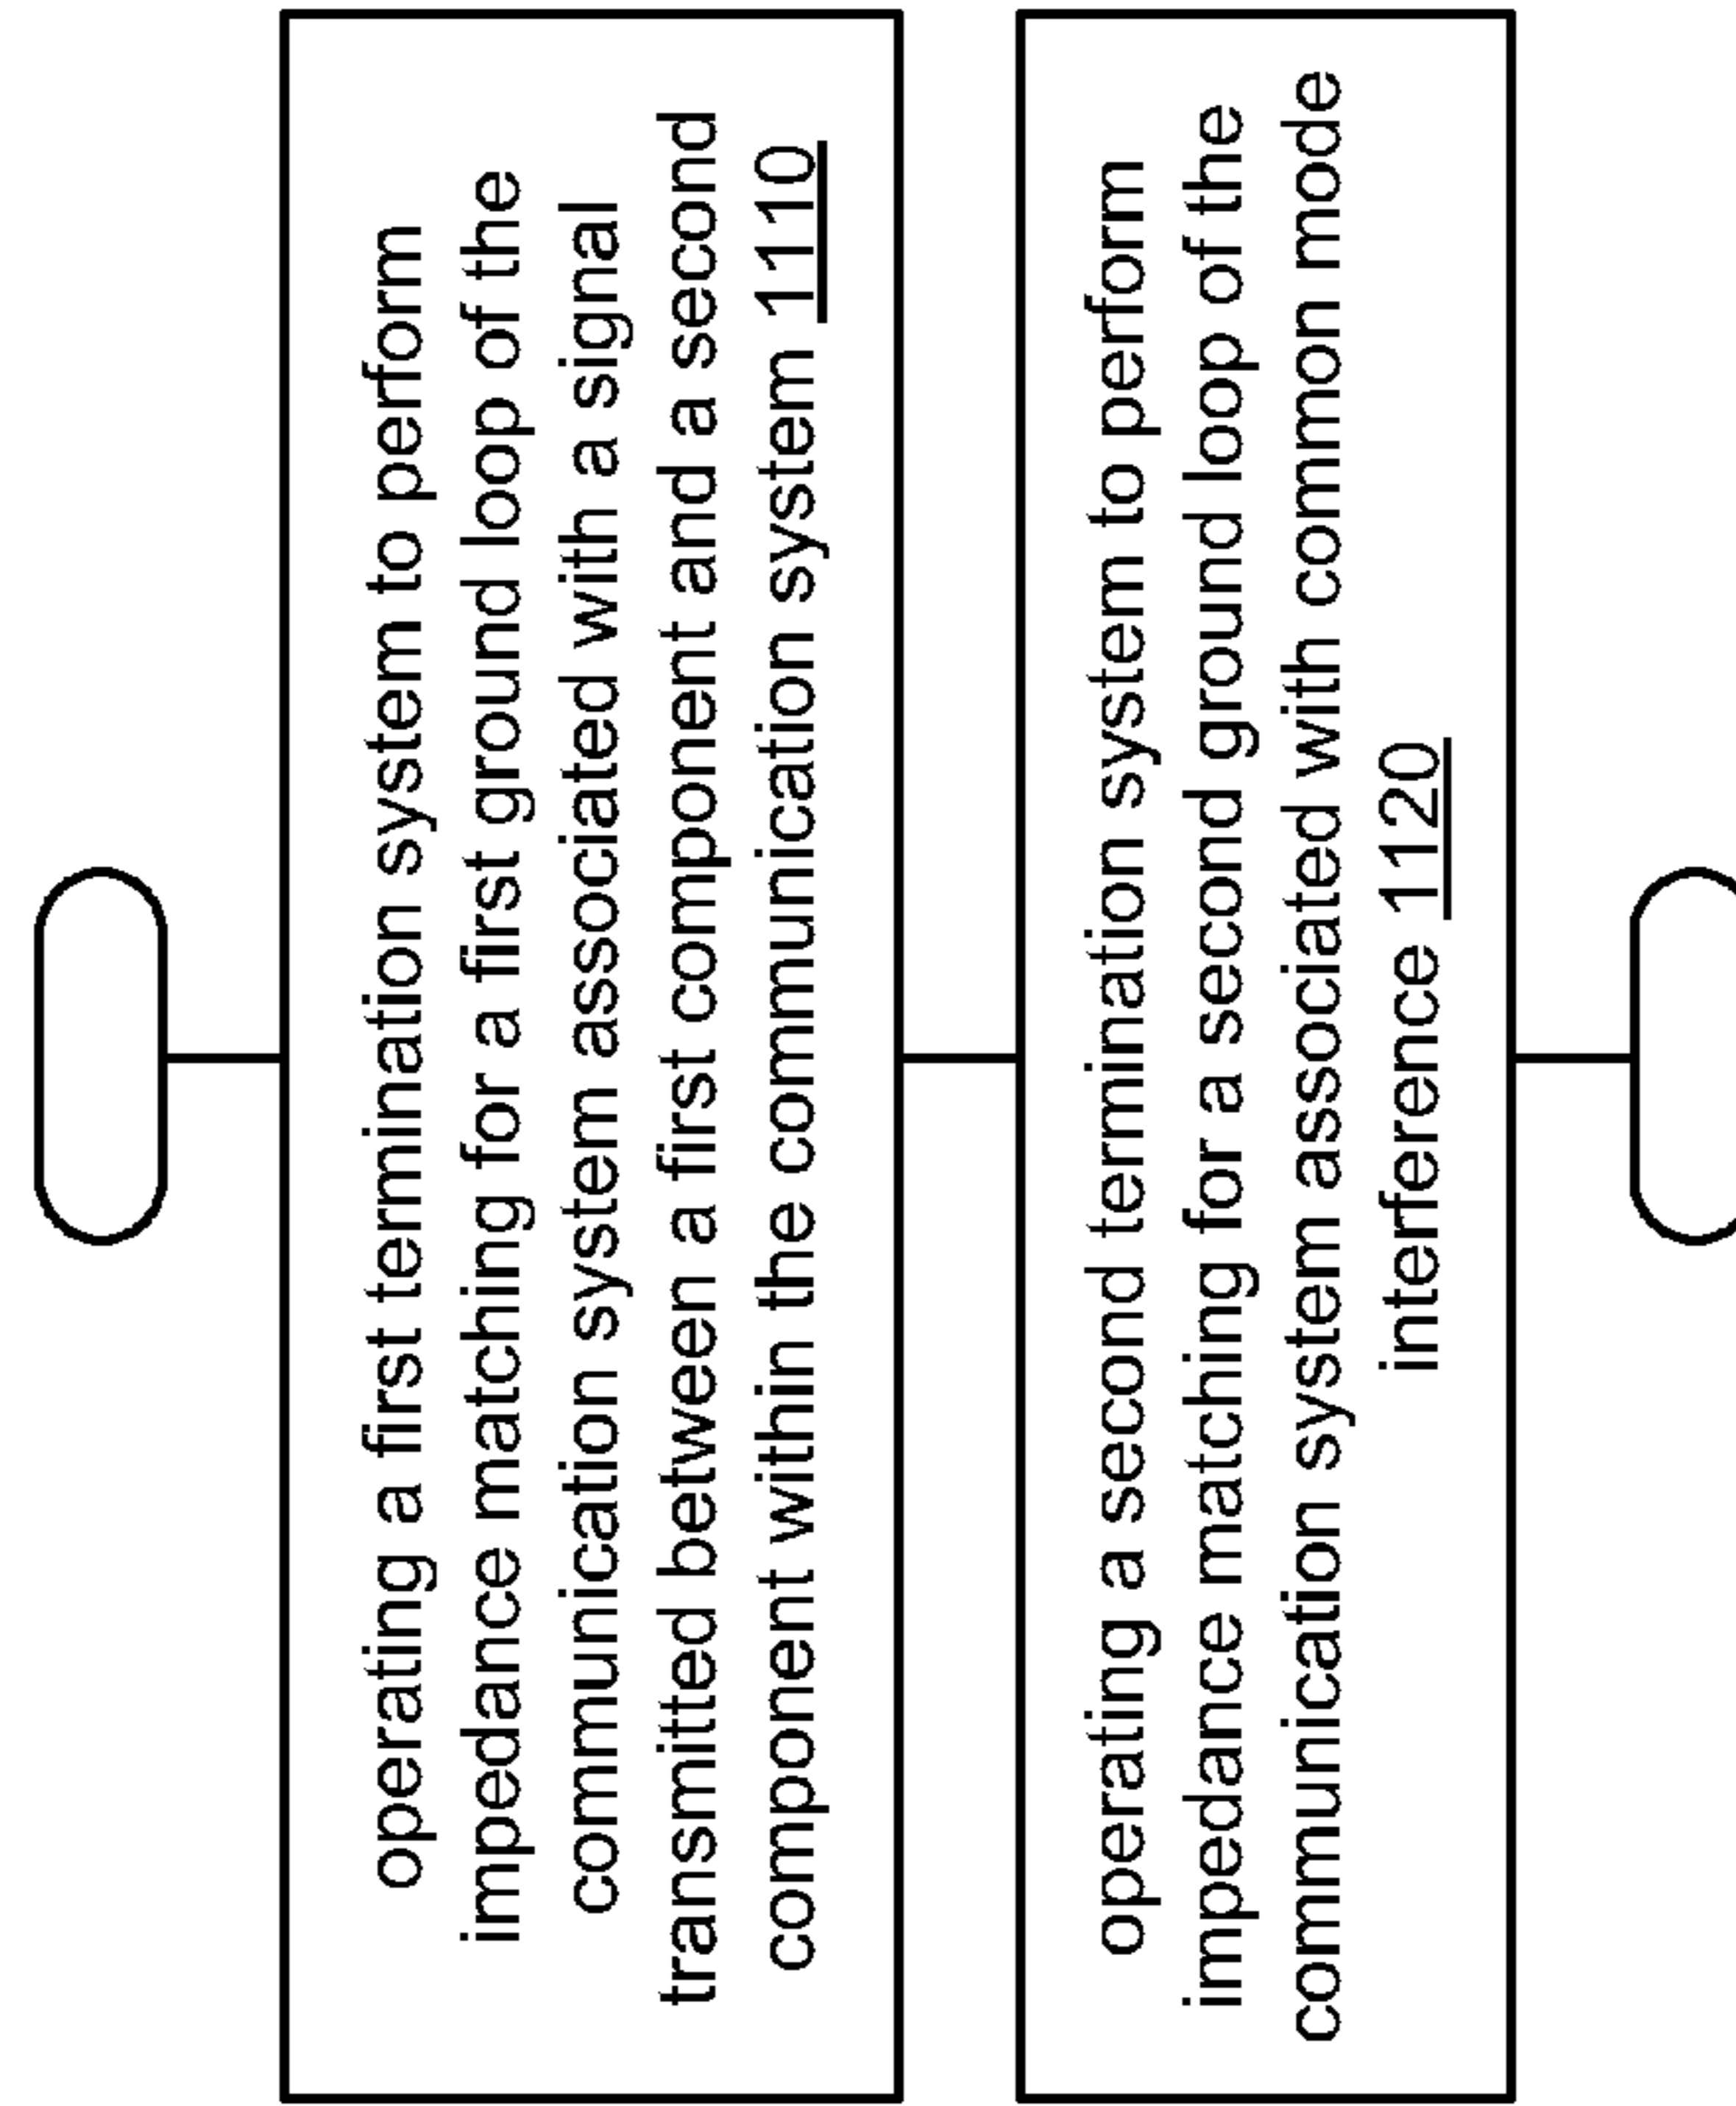 operating a first termination system to perform
impedance matching for a first ground loop of the
communication system associated with a signal
transmitted between a first component and a second
component within the communication system 1110
operating a second termination system to perform
impedance matching for a second ground loop of the
communication system associated with common mode
interference 1120